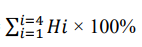 ∑_{i=1}^{i=4} Hi × 100%